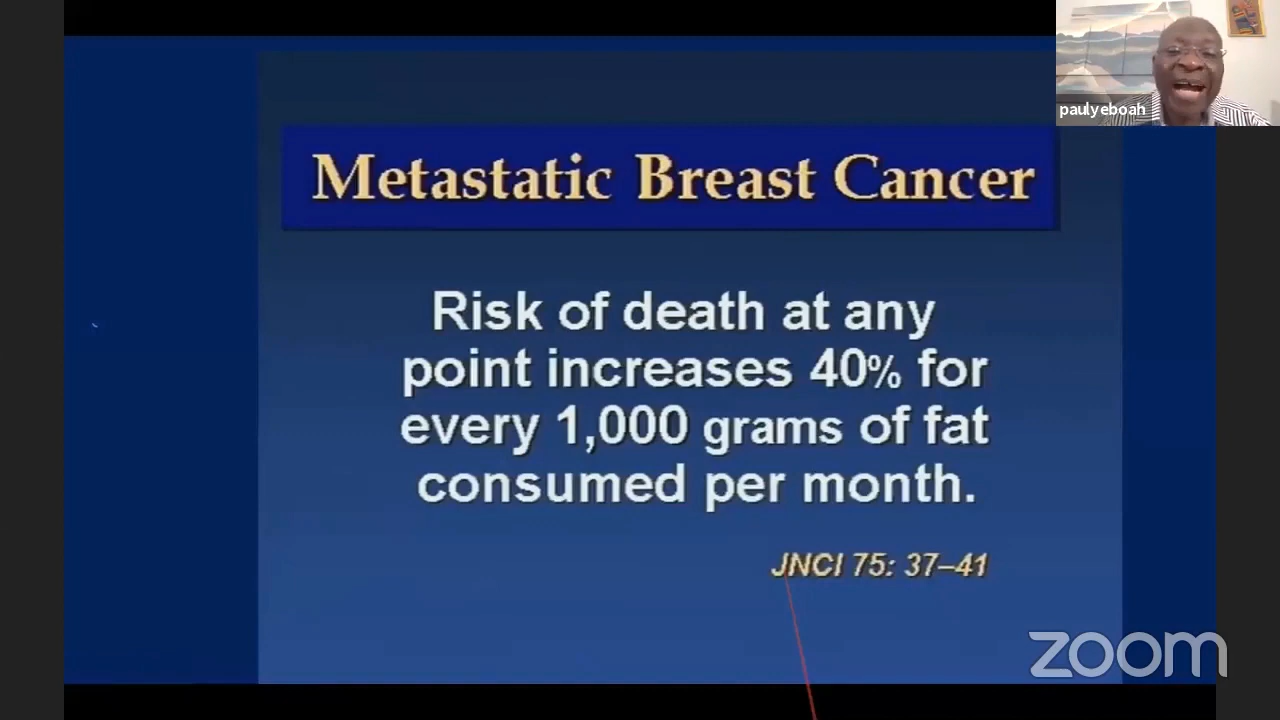 paulyeboah
Metastatic Breast Cancer
Risk of death at any
point increases 40% for
every 1,000 grams of fat
consumed per month.
JNCI 75: 37–41
zoom